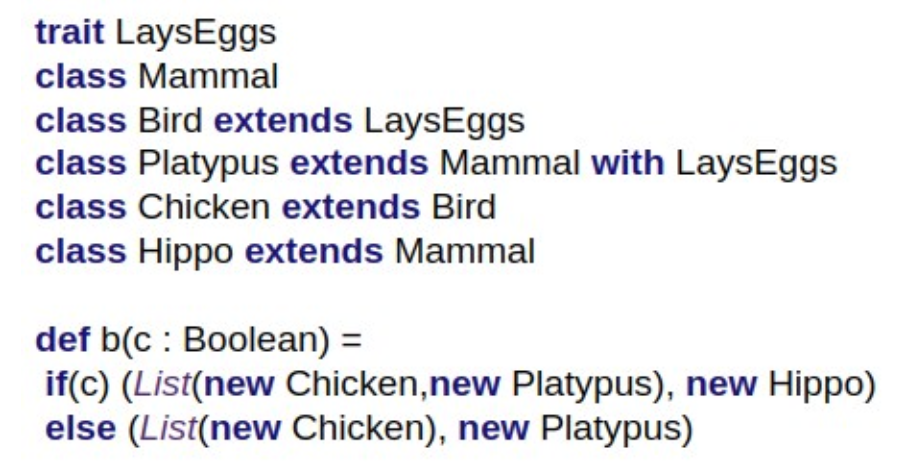 trait LaysEggs
class Mammal
class Bird extends LaysEggs
class Platypus extends Mammal with LaysEggs
class Chicken extends Bird
class Hippo extends Mammal
def b(c : Boolean) =
if(c) (List(new Chicken,new Platypus), new Hippo)
else (List(new Chicken), new Platypus)